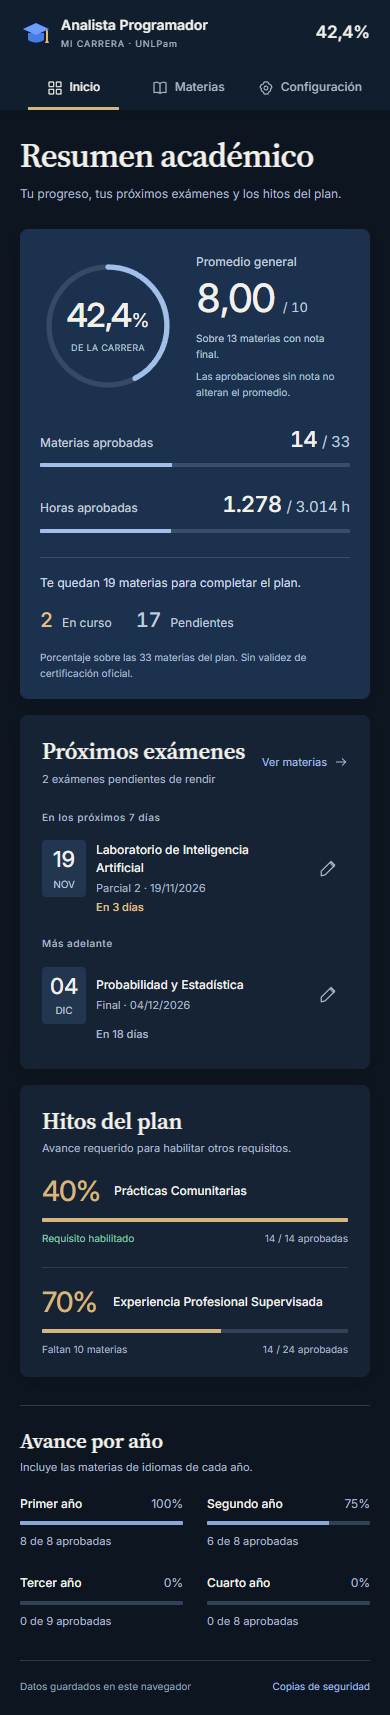 Analista Programador
MI CARRERA · UNLPam
42,4%
Inicio
Materias
Configuración
Resumen académico
Tu progreso, tus próximos exámenes y los hitos del plan.
42,4%
DE LA CARRERA
Promedio general
8,00 / 10
Sobre 13 materias con nota
final.
Las aprobaciones sin nota no
alteran el promedio.
Materias aprobadas
14 / 33
Horas aprobadas
1.278 / 3.014 h
Te quedan 19 materias para completar el plan.
2 En curso
17 Pendientes
Porcentaje sobre las 33 materias del plan. Sin validez de
certificación oficial.
Próximos exámenes
Ver materias →
2 exámenes pendientes de rendir
En los próximos 7 días
19
NOV
Laboratorio de Inteligencia
Artificial
Parcial 2 · 19/11/2026
En 3 días
Más adelante
04
DIC
Probabilidad y Estadística
Final · 04/12/2026
En 18 días
Hitos del plan
Avance requerido para habilitar otros requisitos.
40% Prácticas Comunitarias
Requisito habilitado
14 / 14 aprobadas
70% Experiencia Profesional Supervisada
Faltan 10 materias
14 / 24 aprobadas
Avance por año
Incluye las materias de idiomas de cada año.
Primer año
100%
8 de 8 aprobadas
Segundo año
75%
6 de 8 aprobadas
Tercer año
0%
0 de 9 aprobadas
Cuarto año
0%
0 de 8 aprobadas
Datos guardados en este navegador
Copias de seguridad